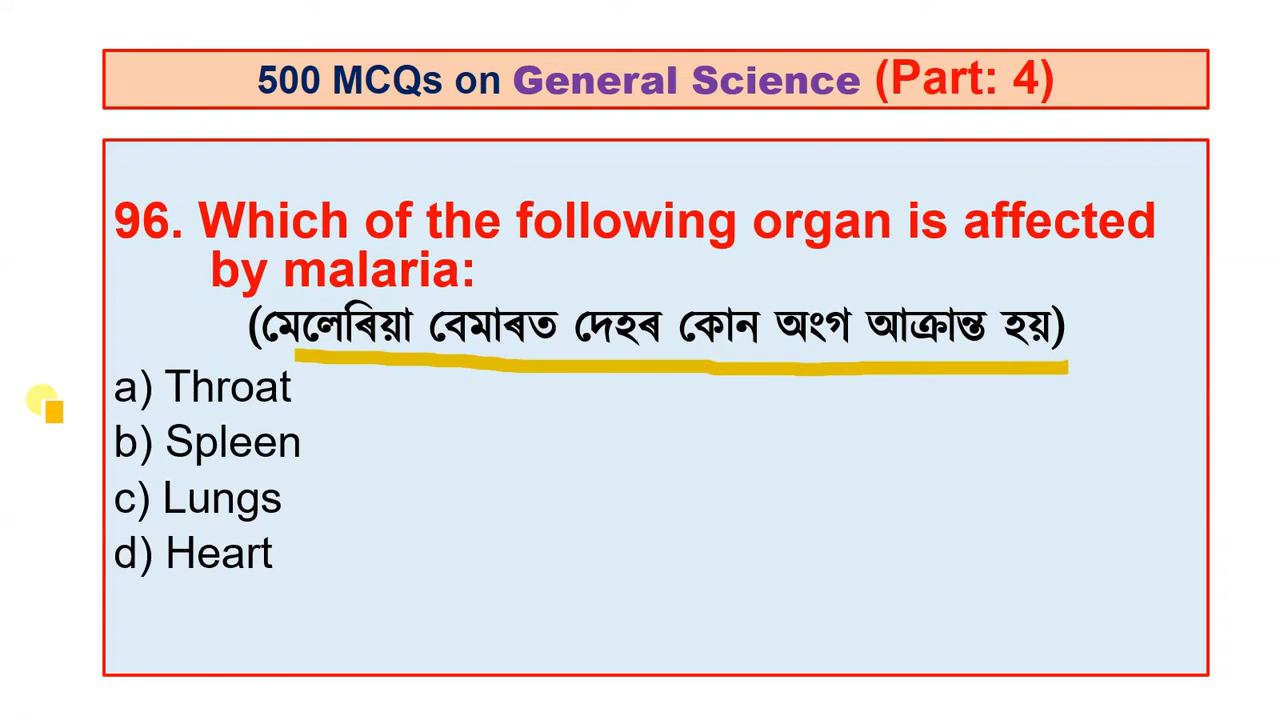 500 MCQs on General Science (Part: 4)
96. Which of the following organ is affected
by malaria:
(মেলেৰিয়া বেমাৰত দেহৰ কোন অংগ আক্ৰান্ত হয়)
a) Throat
b) Spleen
c) Lungs
d) Heart